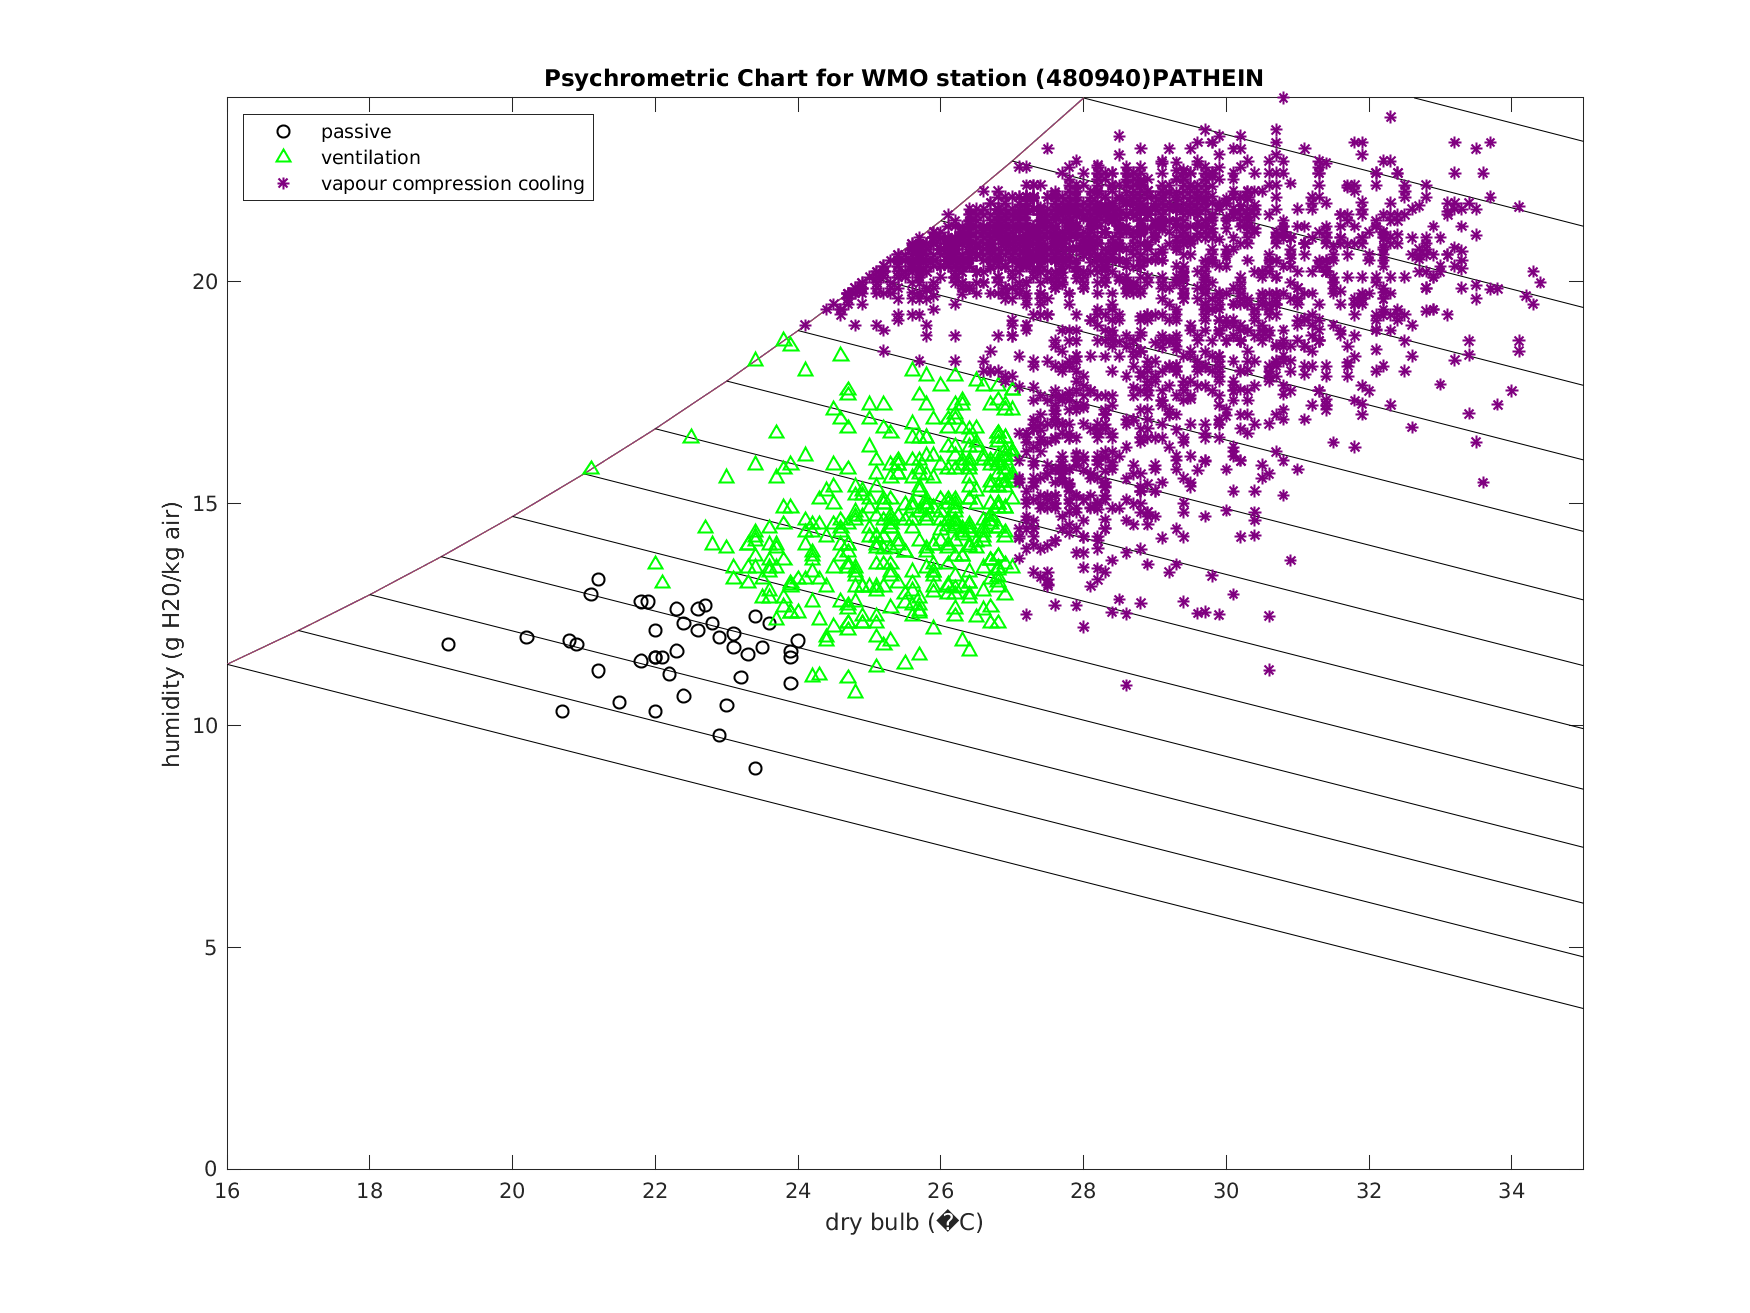 Psychrometric Chart for WMO station (480940)PATHEIN
passive
ventilation
vapour compression cooling
humidity (g H20/kg air)
20
15
10
5
0
16 18 20 22 24 26 28 30 32 34
dry bulb (�C)